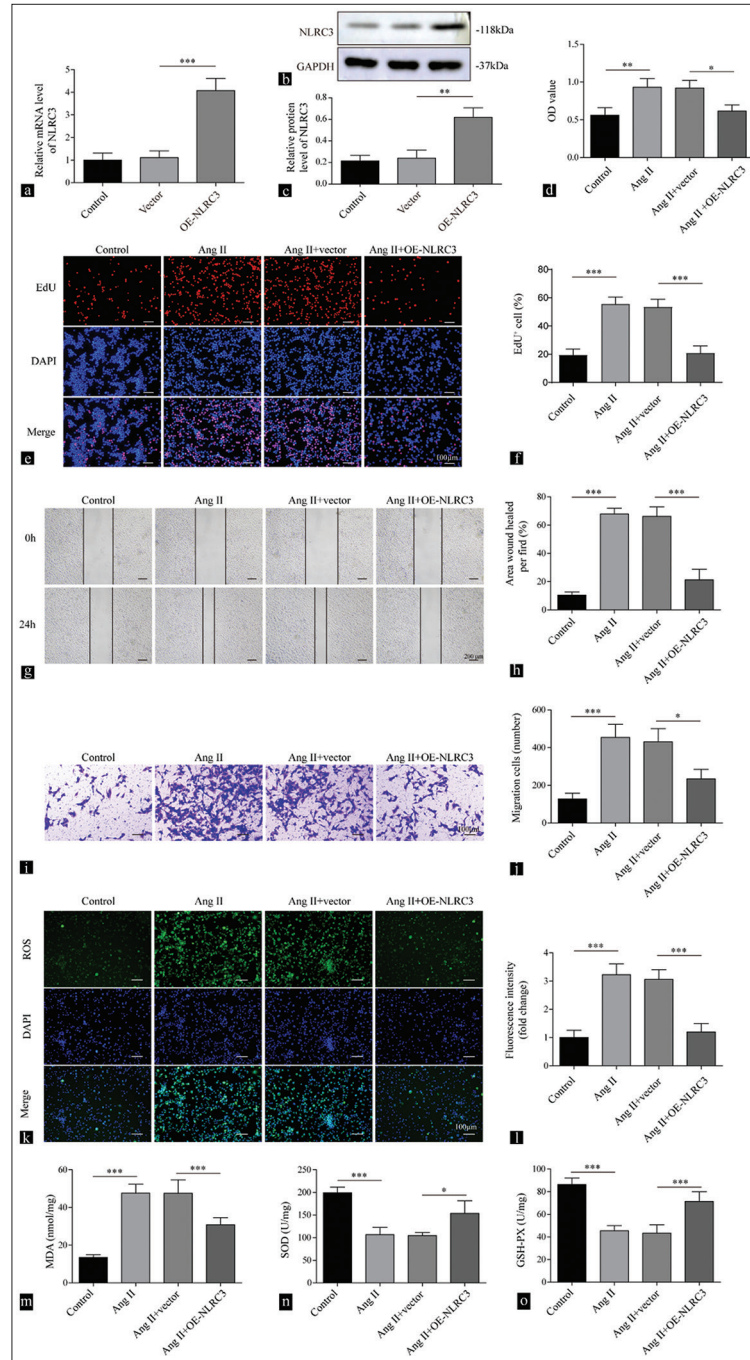 5
4
3
2
1
0
Relative mRNA level
of NLRC3
***
Control
Vector
OE-NLRC3
a
NLRC3
-118kDa
GAPDH
-37kDa
b
0.8
0.6
0.4
0.2
0.0
Relative protien
level of NLRC3
**
Control
Vector
OE-NLRC3
c
1.5
1.0
0.5
0.0
OD value
**
*
Control
Ang II
Ang II+vector
Ang II +OE-NLRC3
d
Control
Ang II
Ang II+vector
Ang II+OE-NLRC3
EdU
DAPI
Merge
100μm
e
80
60
40
20
0
EdU⁺ cell (%)
***
***
Control
Ang II
Ang II+vector
Ang II+OE-NLRC3
f
Control
Ang II
Ang II+vector
Ang II+OE-NLRC3
0h
24h
200 μm
g
80
60
40
20
0
Area wound healed
per fird (%)
***
***
Control
Ang II
Ang II+vector
Ang II+OE-NLRC3
h
Control
Ang II
Ang II+vector
Ang II+OE-NLRC3
100μm
i
600
400
200
0
Migration cells (number)
***
*
Control
Ang II
Ang II+vector
Ang II+OE-NLRC3
j
Control
Ang II
Ang II+vector
Ang II+OE-NLRC3
ROS
DAPI
Merge
100μm
k
4
3
2
1
0
Fluorescence intensity
(fold change)
***
***
Control
Ang II
Ang II+vector
Ang II+OE-NLRC3
l
60
40
20
0
MDA (nmol/mg)
***
***
Control
Ang II
Ang II+vector
Ang II+OE-NLRC3
m
250
200
150
100
50
0
SOD (U/mg)
***
*
Control
Ang II
Ang II+vector
Ang II+OE-NLRC3
n
100
80
60
40
20
0
GSH-PX (U/mg)
***
***
Control
Ang II
Ang II+vector
Ang II+OE-NLRC3
o